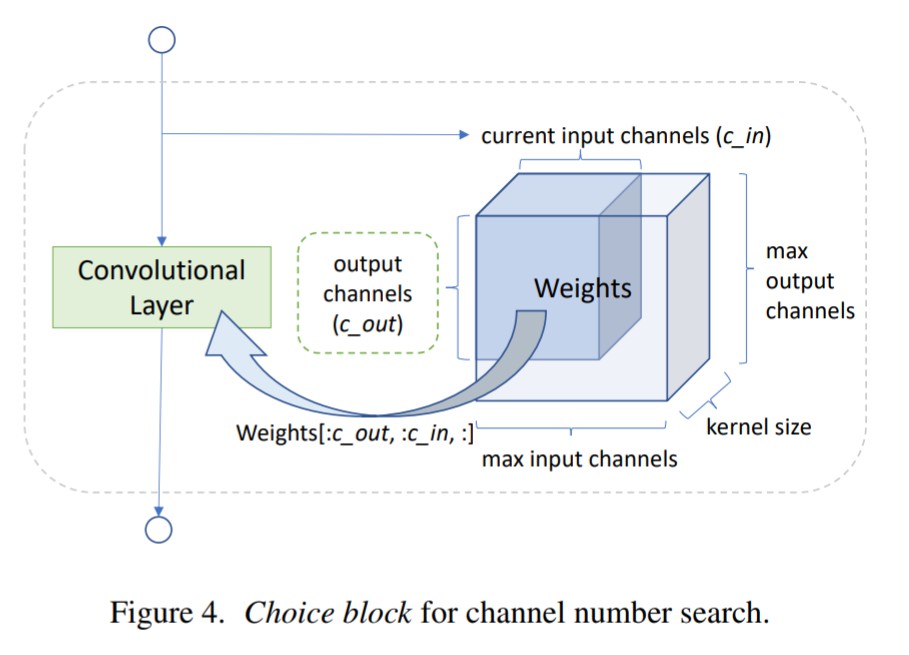 current input channels (c_in)
Convolutional
Layer
output
channels
(c_out)
Weights
max
output
channels
Weights[:c_out, :c_in, :]
kernel size
max input channels
Figure 4. Choice block for channel number search.